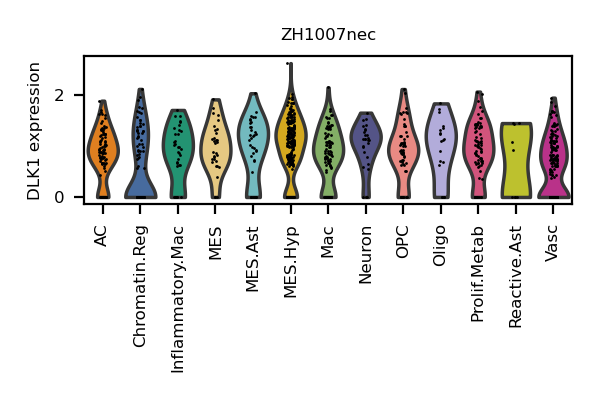 ZH1007nec
DLK1 expression
2
0
AC
Chromatin.Reg
Inflammatory.Mac
MES
MES.Ast
MES.Hyp
Mac
Neuron
OPC
Oligo
Prolif.Metab
Reactive.Ast
Vasc